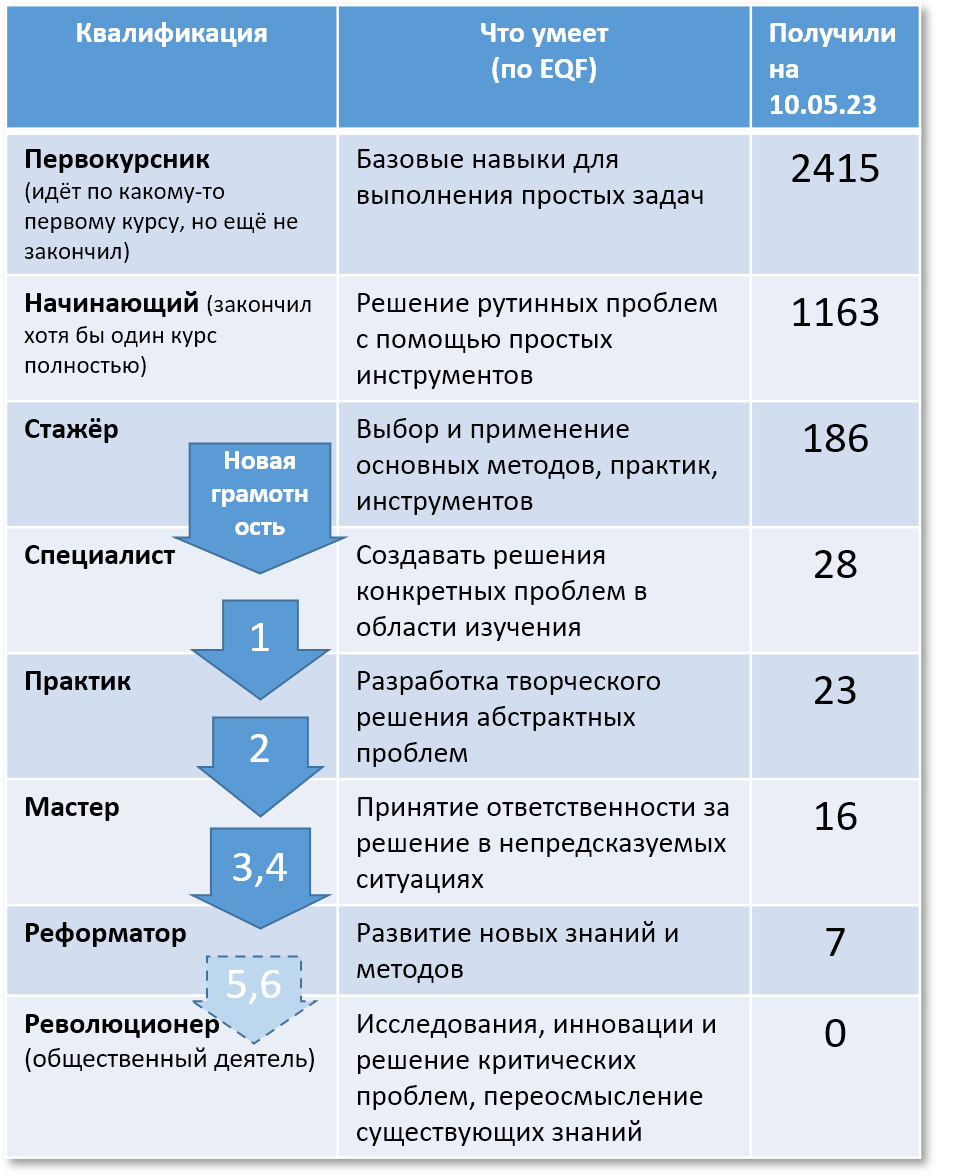 Квалификация
Что умеет
(по EQF)
Получили
на
10.05.23
Первокурсник
(идёт по какому-то
первому курсу, но ещё не
закончил)
Базовые навыки для
выполнения простых задач
2415
Начинающий (закончил
хотя бы один курс
полностью)
Решение рутинных проблем
с помощью простых
инструментов
1163
Стажёр
Новая
грамотн
ость
Выбор и применение
основных методов, практик,
инструментов
186
Специалист
1
Создавать решения
конкретных проблем в
области изучения
28
Практик
2
Разработка творческого
решения абстрактных
проблем
23
Мастер
3,4
Принятие ответственности за
решение в непредсказуемых
ситуациях
16
Реформатор
5,6
Развитие новых знаний и
методов
7
Революционер
(общественный деятель)
Исследования, инновации и
решение критических
проблем, переосмысление
существующих знаний
0